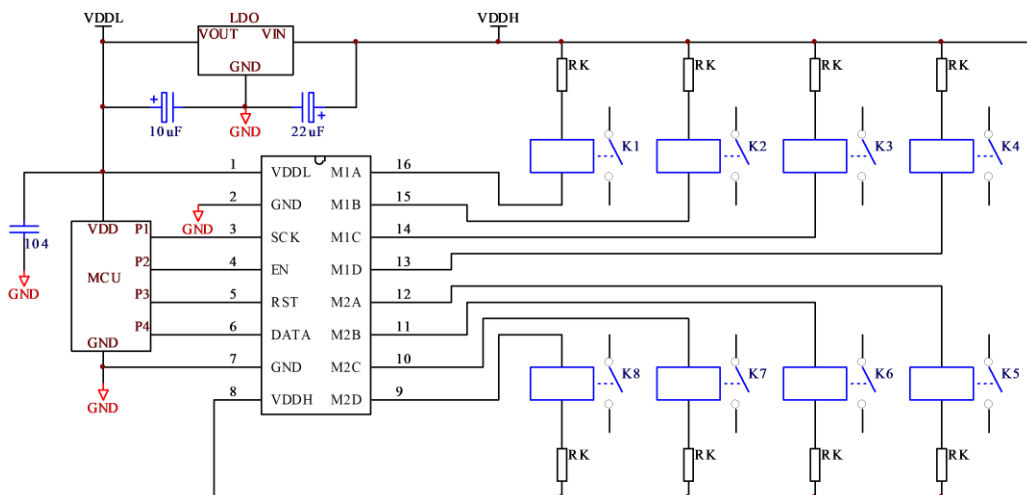 VDDL LDO VDDH
VOUT VIN
GND
RK RK RK RK
10uF GND 22uF
K1 K2 K3 K4
1 VDDL M1A 16
2 GND M1B 15
GND
3 SCK M1C 14
4 EN M1D 13
5 RST M2A 12
6 DATA M2B 11
7 GND M2C 10
8 VDDH M2D 9
104
GND
VDD P1
P2
MCU
P3
P4
GND
GND
K8 K7 K6 K5
RK RK RK RK